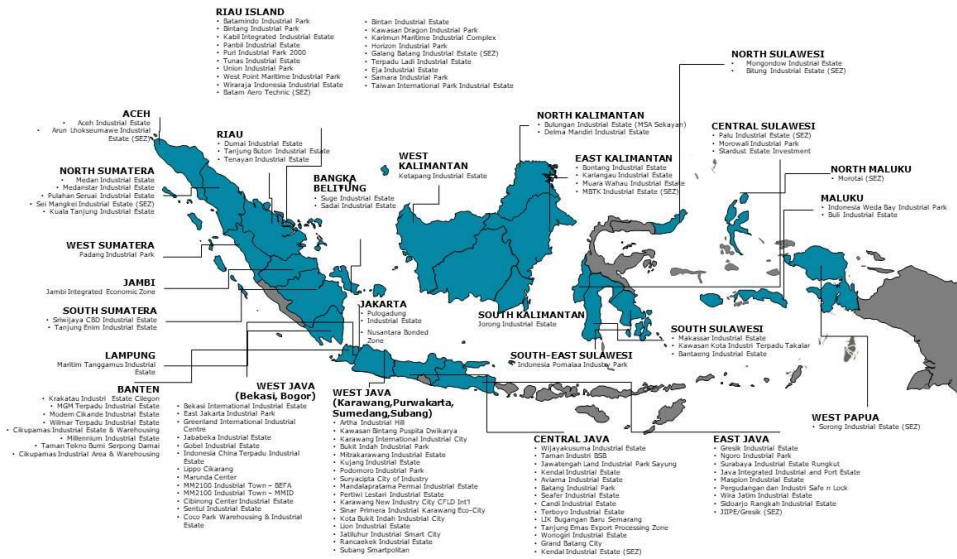 RIAU ISLAND
• Batamindo Industrial Park
• Bintang Industrial Park
• Kabil Integrated Industrial Estate
• Panbil Industrial Estate
• Puri Industrial Park 2000
• Tunas Industrial Estate
• Union Industrial Park
• West Point Maritime Industrial Park
• Wiraraja Indonesia Industrial Estate
• Batam Aero Technic (SEZ)
• Bintan Industrial Estate
• Kawasan Dragon Industrial Park
• Karimun Maritime Industrial Complex
• Horizon Industrial Park
• Galang Batang Industrial Estate (SEZ)
• Terpadu Ladi Industrial Estate
• Eja Industrial Estate
• Samara Industrial Park
• Taiwan International Park Industrial Estate
NORTH SULAWESI
• Mongondow Industrial Estate
• Bitung Industrial Estate (SEZ)
ACEH
• Aceh Industrial Estate
• Arun Lhokseumawe Industrial
Estate (SEZ)
RIAU
• Dumai Industrial Estate
• Tanjung Buton Industrial Estate
• Tenayan Industrial Estate
NORTH KALIMANTAN
• Bulungan Industrial Estate (MSA Sekayan)
• Delma Mandiri Industrial Estate
CENTRAL SULAWESI
• Palu Industrial Estate (SEZ)
• Morowali Industrial Park
• Stardust Estate Investment
NORTH SUMATERA
• Medan Industrial Estate
• Medanstar Industrial Estate
• Pulahan Seruai Industrial Estate
• Sei Mangkei Industrial Estate (SEZ)
• Kuala Tanjung Industrial Estate
BANGKA
BELITUNG
• Suge Industrial Estate
• Sadai Industrial Estate
WEST
KALIMANTAN
Ketapang Industrial Estate
EAST KALIMANTAN
• Bontang Industrial Estate
• Kariangau Industrial Estate
• Muara Wahau Industrial Estate
• MBTK Industrial Estate (SEZ)
NORTH MALUKU
• Morotai (SEZ)
MALUKU
• Indonesia Weda Bay Industrial Park
• Buli Industrial Estate
WEST SUMATERA
Padang Industrial Park
JAMBI
Jambi Integrated Economic Zone
SOUTH SUMATERA
• Sriwijaya CBD Industrial Estate
• Tanjung Enim Industrial Estate
JAKARTA
• Pulogadung
• Industrial Estate
• Nusantara Bonded
Zone
SOUTH KALIMANTAN
Jorong Industrial Estate
SOUTH SULAWESI
• Makassar Industrial Estate
• Kawasan Kota Industri Terpadu Takalar
• Bantaeng Industrial Estate
LAMPUNG
Maritim Tanggamus Industrial
Estate
SOUTH-EAST SULAWESI
• Indonesia Pomalaa Industry Park
BANTEN
• Krakatau Industri Estate Cilegon
• MGM Terpadu Industrial Estate
• Modern Cikande Industrial Estate
• Wilmar Terpadu Industrial Estate
• Cikupamas Industrial Estate & Warehousing
• Millennium Industrial Estate
• Taman Tekno Bumi Serpong Damai
• Cikupamas Industrial Area & Warehousing
WEST JAVA
(Bekasi, Bogor)
• Bekasi International Industrial Estate
• East Jakarta Industrial Park
• Greenland International Industrial
Centre
• Jababeka Industrial Estate
• Gobel Industrial Estate
• Indonesia China Terpadu Industrial
Estate
• Lippo Cikarang
• Marunda Center
• MM2100 Industrial Town – BEFA
• MM2100 Industrial Town – MMID
• Cibinong Center Industrial Estate
• Sentul Industrial Estate
• Coco Park Warehousing & Industrial
Estate
WEST JAVA
(Karawang,Purwakarta,
Sumedang,Subang)
• Artha Industrial Hill
• Kawasan Bintang Puspita Dwikarya
• Karawang International Industrial City
• Bukit Indah Industrial Park
• Mitrakarawang Industrial Estate
• Kujang Industrial Estate
• Podomoro Industrial Park
• Suryacipta City of Industry
• Mandalapratama Permai Industrial Estate
• Pertiwi Lestari Industrial Estate
• Karawang New Industry City CFLD Int'l
• Sinar Primera Industrial Karawang Eco-City
• Kota Bukit Indah Industrial City
• Lion Industrial Estate
• Jatiluhur Industrial Smart City
• Rancaekek Industrial Estate
• Subang Smartpolitan
CENTRAL JAVA
• Wijayakusuma Industrial Estate
• Taman Industri BSB
• Jawatengah Land Industrial Park Sayung
• Kendal Industrial Estate
• Aviarna Industrial Estate
• Batang Industrial Park
• Seafer Industrial Estate
• Candi Industrial Estate
• Terboyo Industrial Estate
• LIK Bugangan Baru Semarang
• Tanjung Emas Export Processing Zone
• Wonogiri Industrial Estate
• Grand Batang City
• Kendal Industrial Estate (SEZ)
EAST JAVA
• Gresik Industrial Estate
• Ngoro Industrial Park
• Surabaya Industrial Estate Rungkut
• Java Integrated Industrial and Port Estate
• Maspion Industrial Estate
• Pergudangan dan Industri Safe n Lock
• Wira Jatim Industrial Estate
• Sidoarjo Rangkah Industrial Estate
• JIIPE/Gresik (SEZ)
WEST PAPUA
• Sorong Industrial Estate (SEZ)